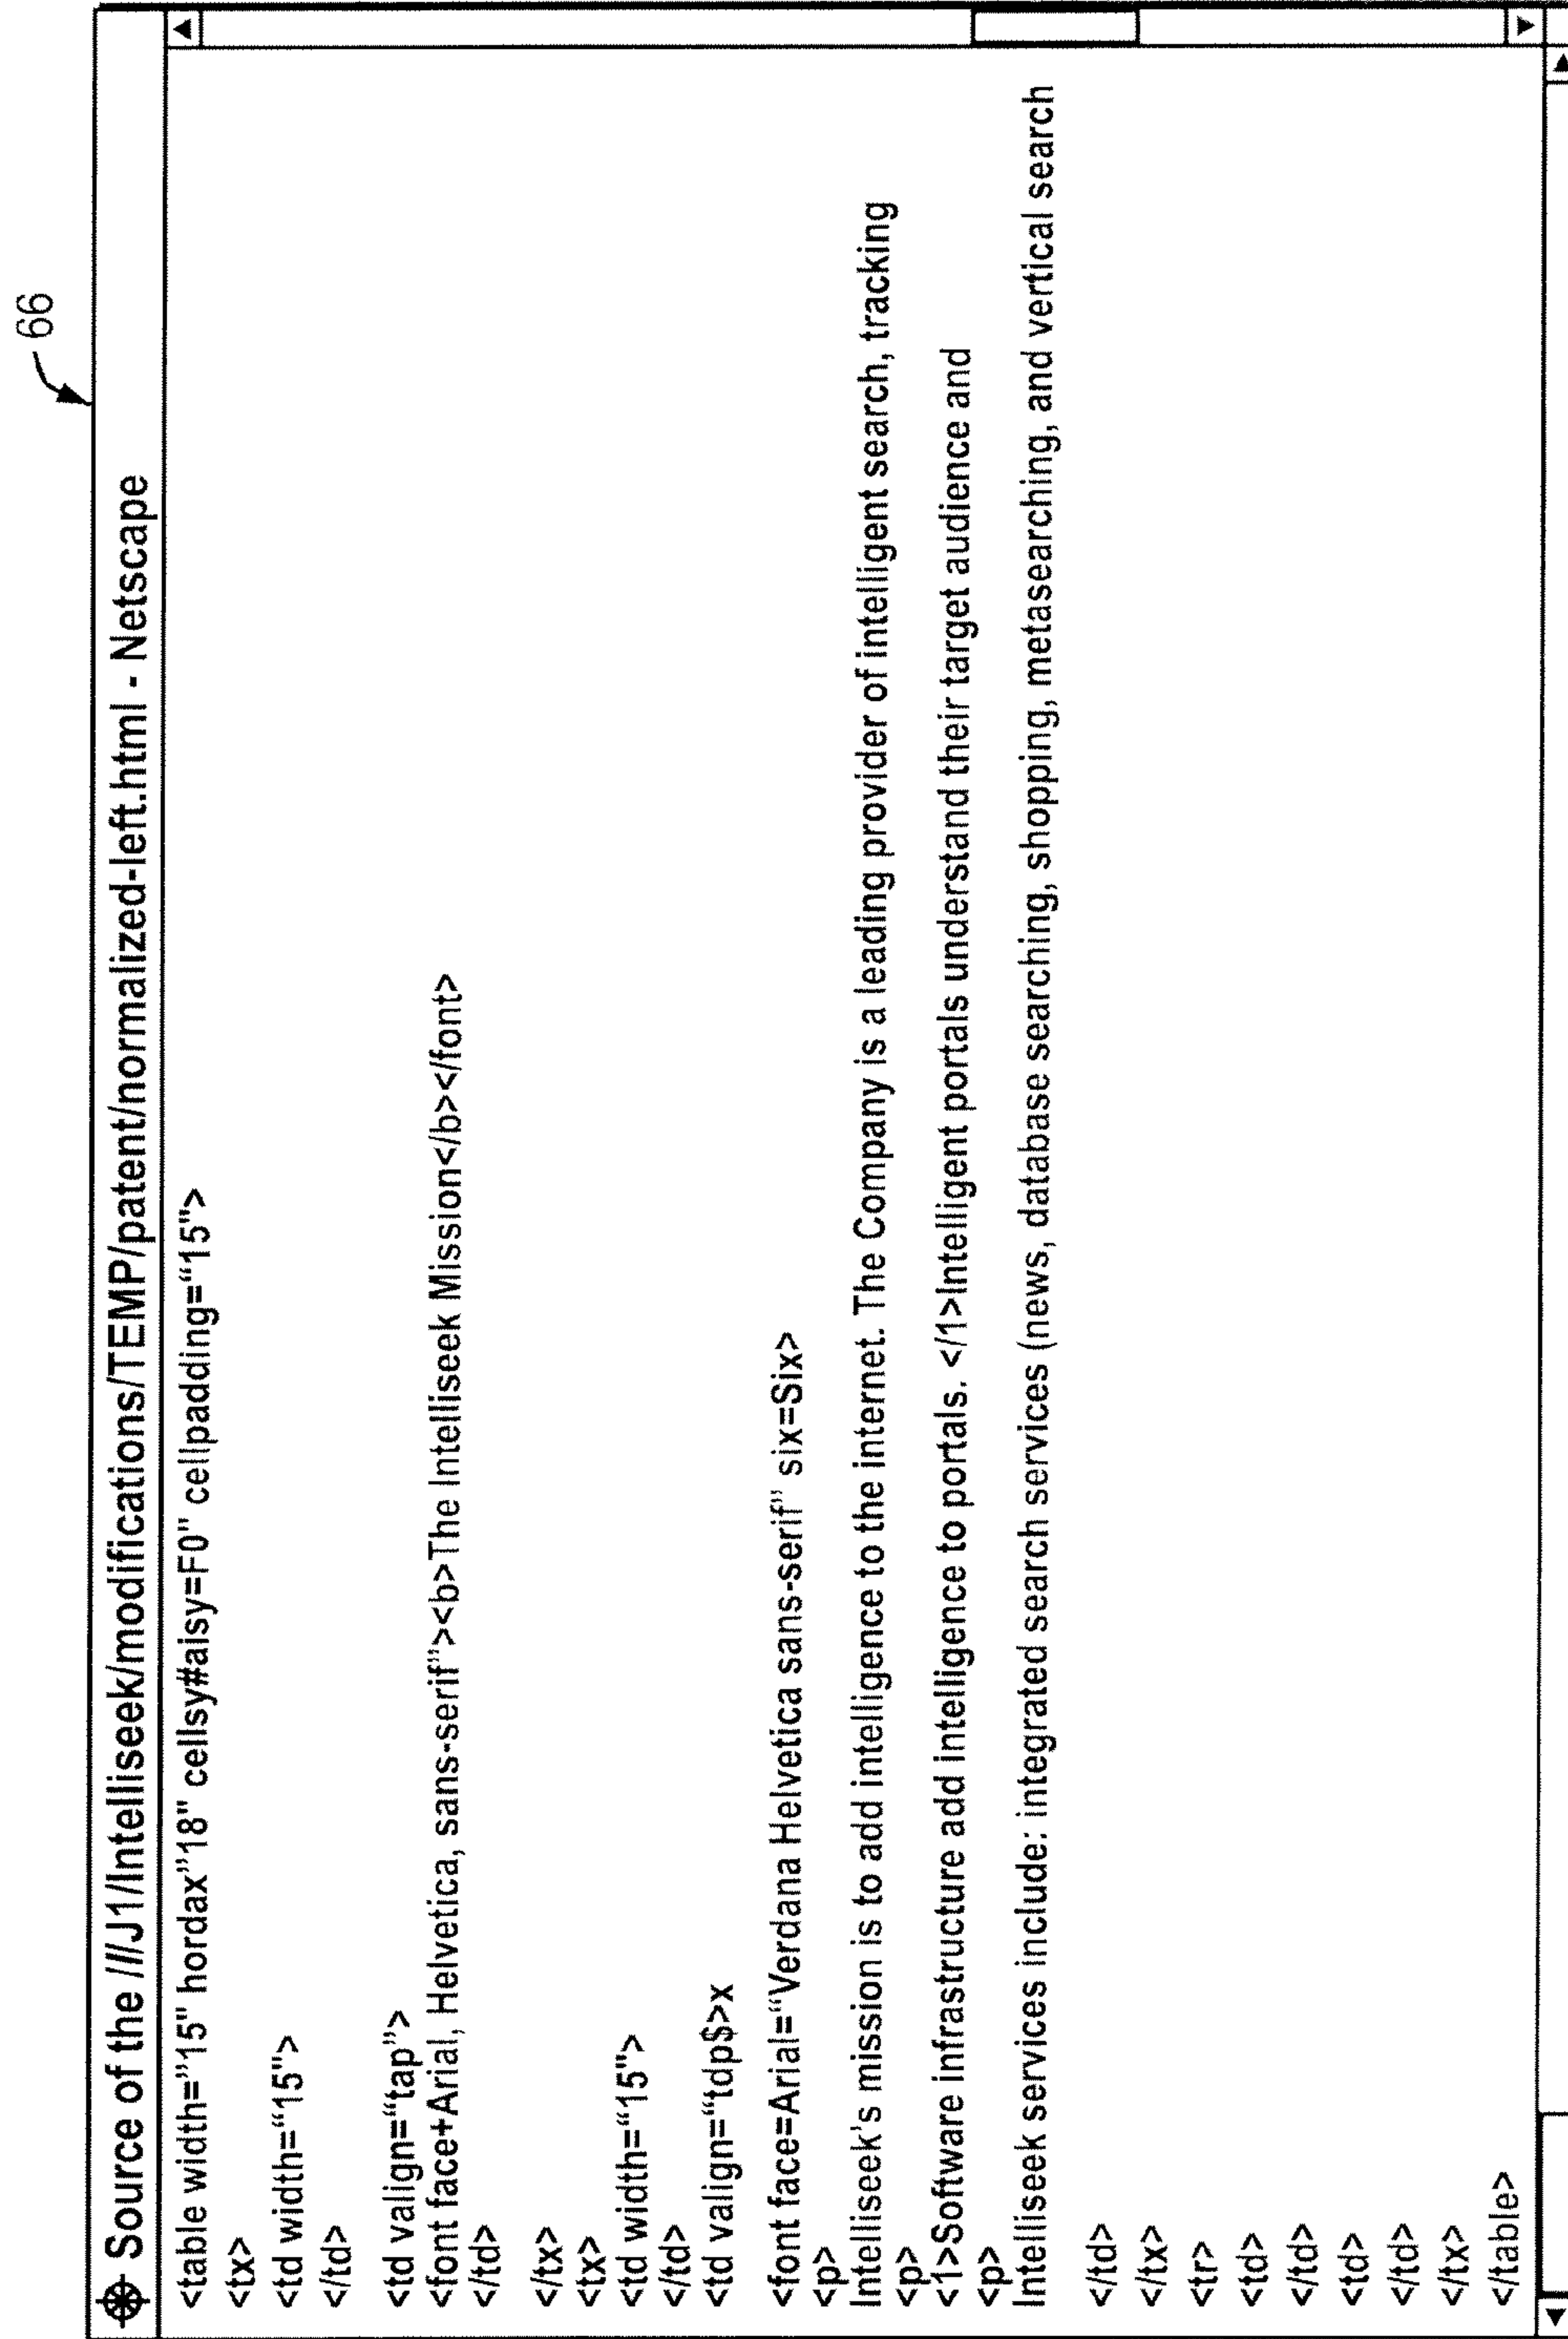 66
Source of the ///J1/Intelliseek/modifications/TEMP/patent/normalized-left.html - Netscape
<table width="15" hordax"18" cellsy#aisy=F0" cellpadding="15">
<tx>
<td width="15">
</td>
<td valign="tap">
<font face+Arial, Helvetica, sans-serif"><b>The Intelliseek Mission</b></font>
</td>
</tx>
<tx>
<td width="15">
</td>
<td valign="tdp$>x
<font face=Arial="Verdana Helvetica sans-serif" six=Six>
<p>
Intelliseek's mission is to add intelligence to the internet. The Company is a leading provider of intelligent search, tracking
<p>
<1>Software infrastructure add intelligence to portals. </1>Intelligent portals understand their target audience and
<p>
Intelliseek services include: integrated search services (news, database searching, shopping, metasearching, and vertical search
</td>
</tx>
<tr>
<td>
</td>
<td>
</td>
</tx>
</table>